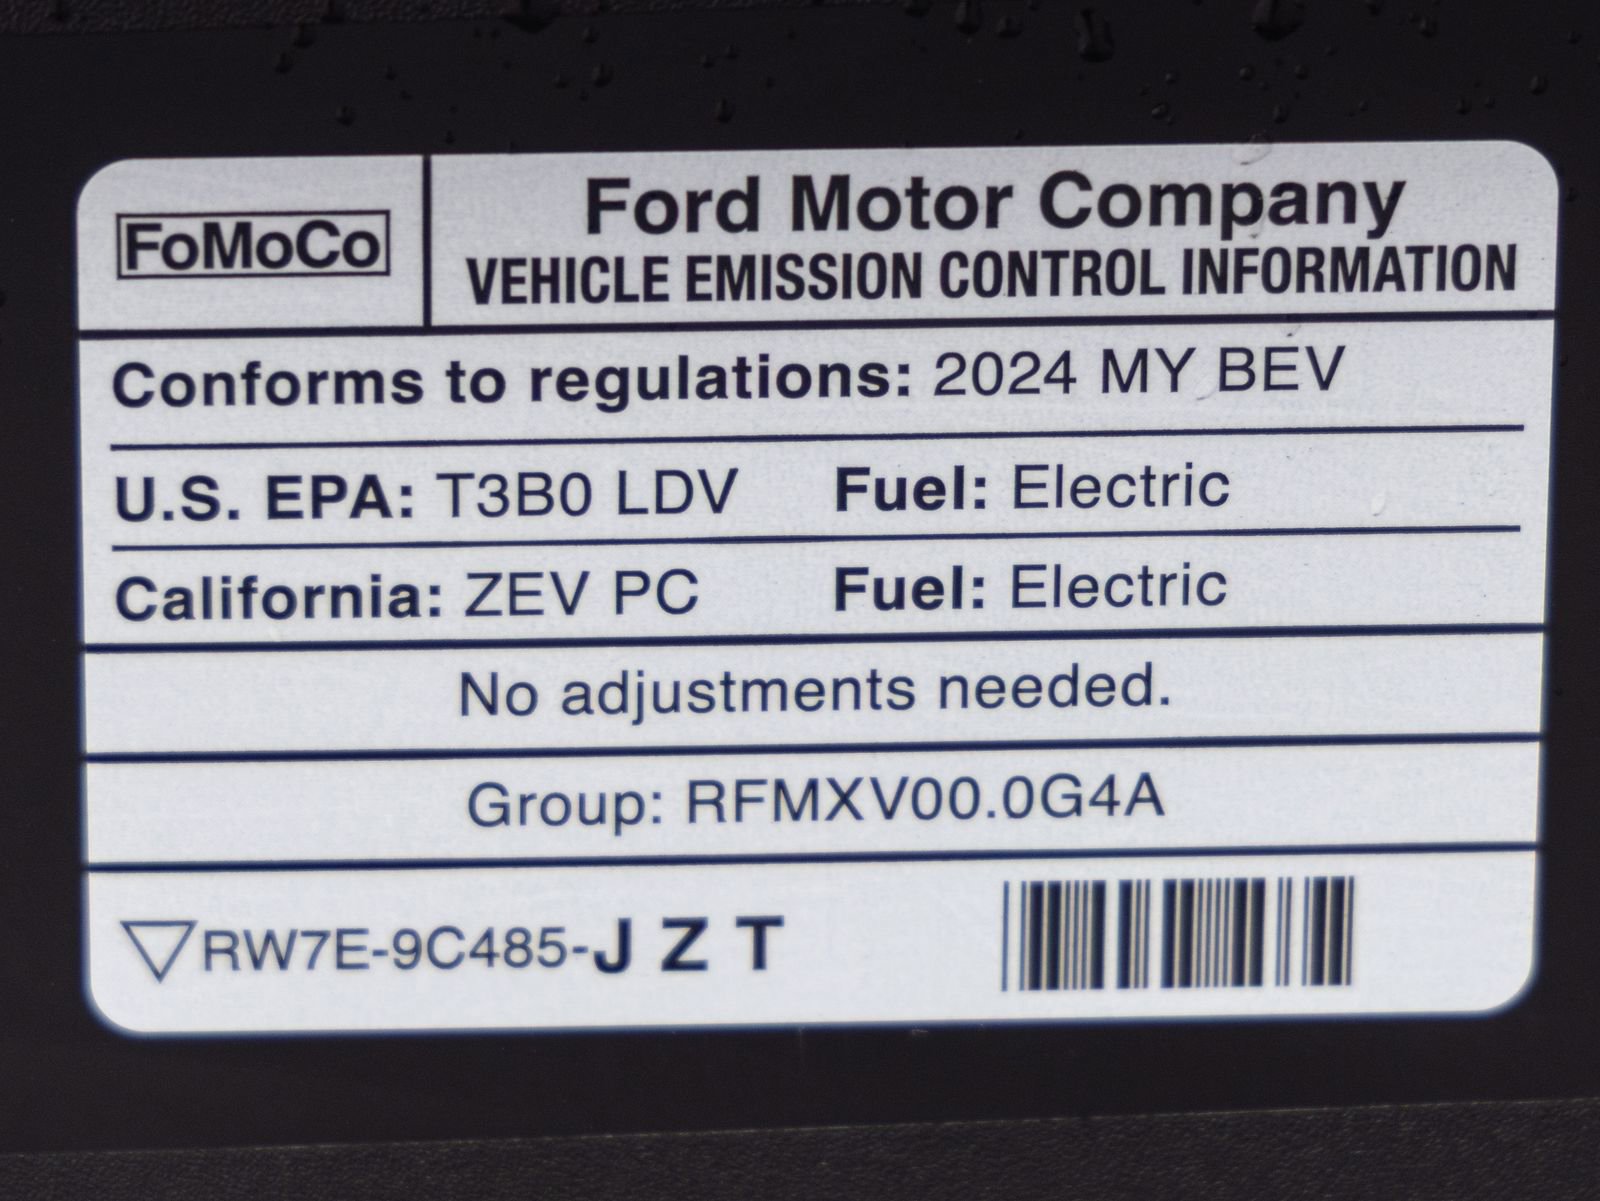 FoMoCo
Ford Motor Company
VEHICLE EMISSION CONTROL INFORMATION
Conforms to regulations: 2024 MY BEV
U.S. EPA: T3B0 LDV Fuel: Electric
California: ZEV PC Fuel: Electric
No adjustments needed.
Group: RFMXV00.0G4A
RW7E-9C485-J Z T